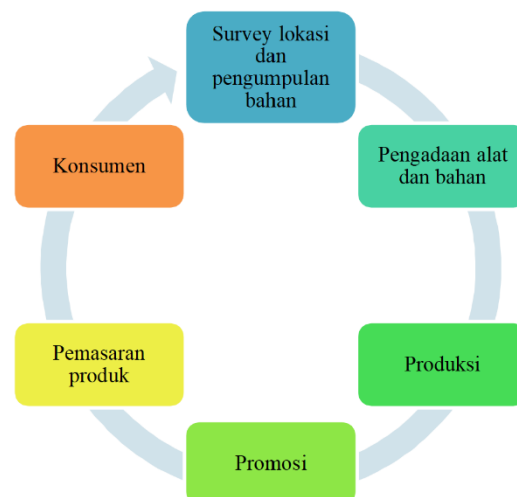 Survey lokasi
dan
pengumpulan
bahan
Pengadaan alat
dan bahan
Produksi
Promosi
Pemasaran
produk
Konsumen